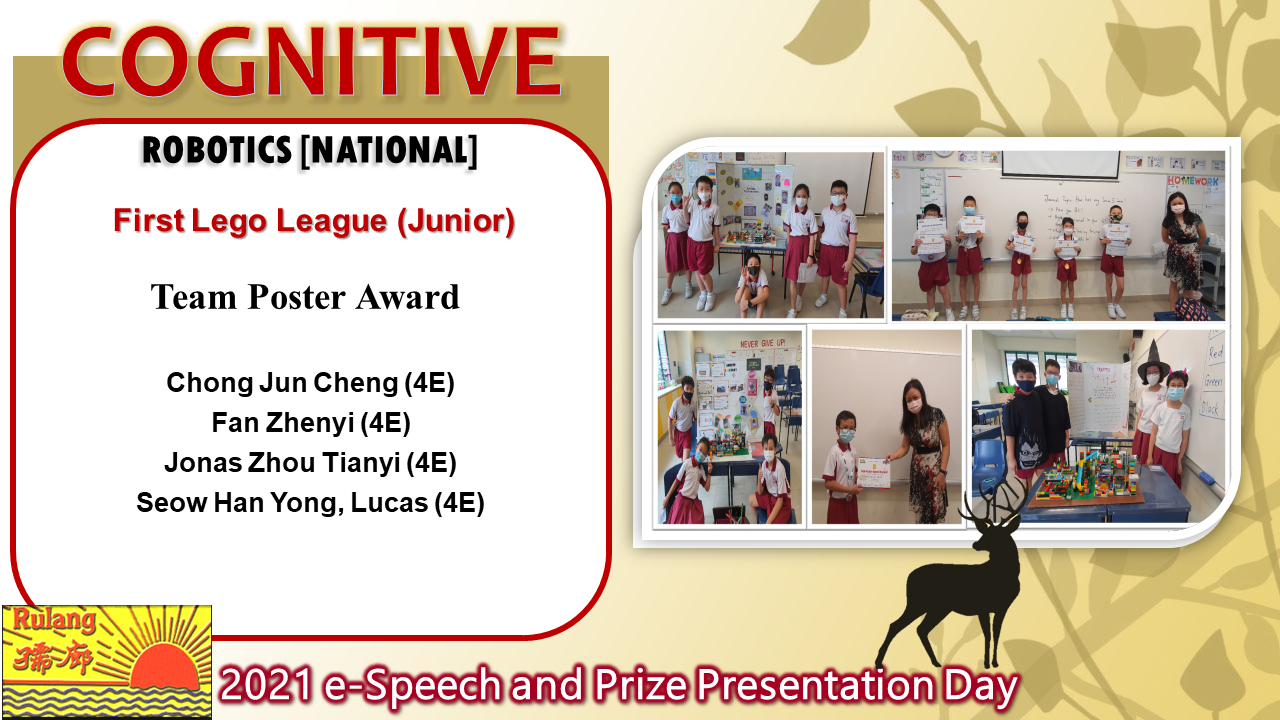 COGNITIVE
ROBOTICS [NATIONAL]
First Lego League (Junior)
Team Poster Award
Chong Jun Cheng (4E)
Fan Zhenyi (4E)
Jonas Zhou Tianyi (4E)
Seow Han Yong, Lucas (4E)
HOMEWORK
NEVER GIVE UP!
Red
Green
Black
Rulang
2021 e-Speech and Prize Presentation Day